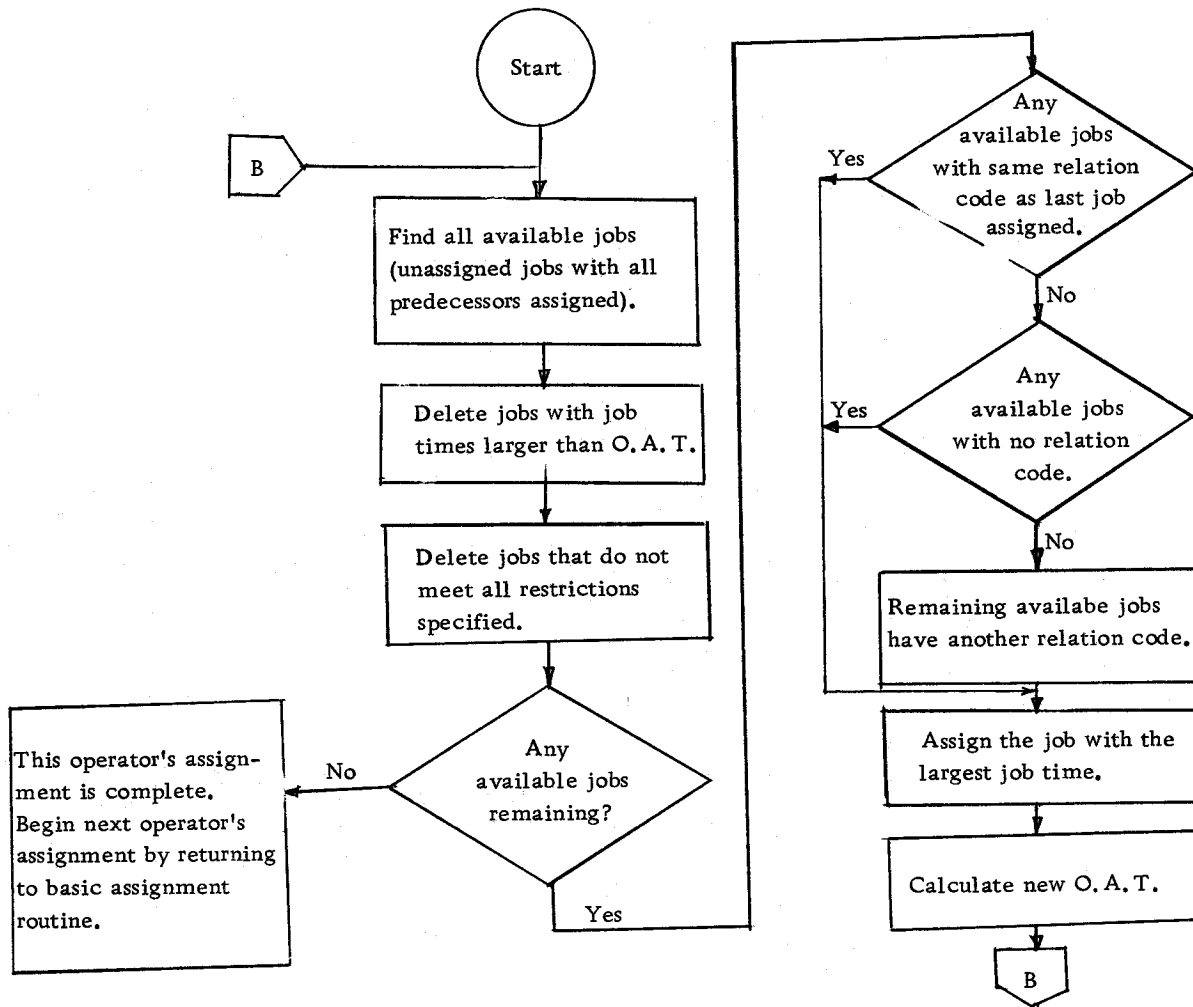 Start
B
Find all available jobs
(unassigned jobs with all
predecessors assigned).
Delete jobs with job
times larger than O. A. T.
Delete jobs that do not
meet all restrictions
specified.
Any
available jobs
remaining?
No
Yes
This operator's assign-
ment is complete.
Begin next operator's
assignment by returning
to basic assignment
routine.
Any
available jobs
with same relation
code as last job
assigned.
Yes
No
Any
available jobs
with no relation
code.
Yes
No
Remaining availabe jobs
have another relation code.
Assign the job with the
largest job time.
Calculate new O. A. T.
B